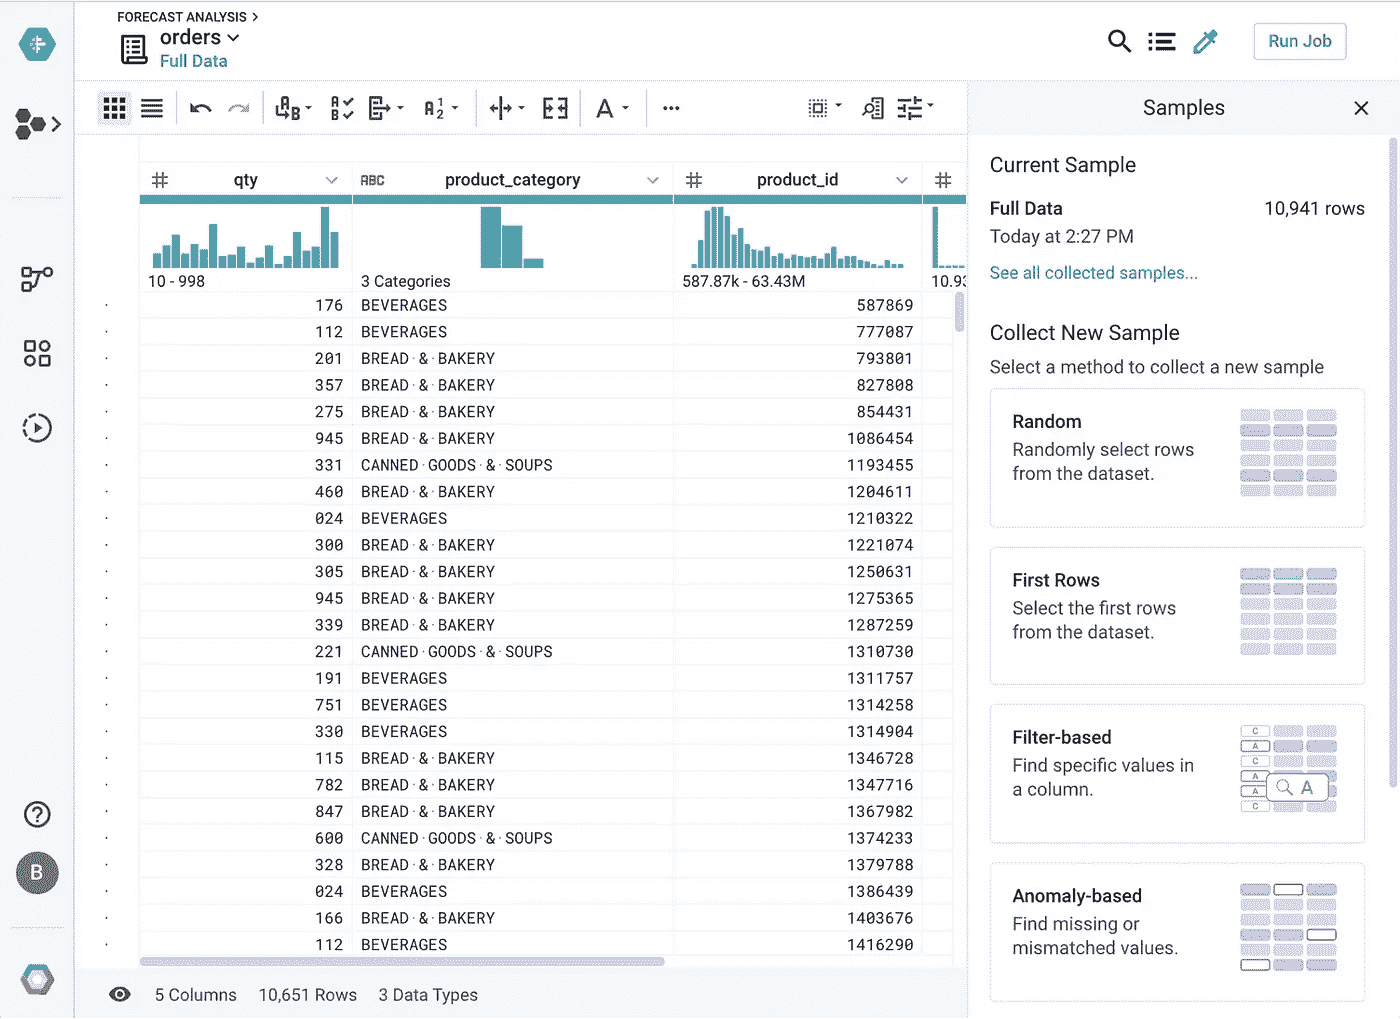 FORECAST ANALYSIS >
orders
Full Data
Run Job
Samples
qty
ABC product_category
product_id
10 - 998
3 Categories
587.87k - 63.43M
176 BEVERAGES 587869
112 BEVERAGES 777087
201 BREAD·&·BAKERY 793801
357 BREAD·&·BAKERY 827808
275 BREAD·&·BAKERY 854431
945 BREAD·&·BAKERY 1086454
331 CANNED·GOODS·&·SOUPS 1193455
460 BREAD·&·BAKERY 1204611
024 BEVERAGES 1210322
300 BREAD·&·BAKERY 1221074
305 BREAD·&·BAKERY 1250631
945 BREAD·&·BAKERY 1275365
339 BREAD·&·BAKERY 1287259
221 CANNED·GOODS·&·SOUPS 1310730
191 BEVERAGES 1311757
751 BEVERAGES 1314258
330 BEVERAGES 1314904
115 BREAD·&·BAKERY 1346728
782 BREAD·&·BAKERY 1347716
847 BREAD·&·BAKERY 1367982
600 CANNED·GOODS·&·SOUPS 1374233
328 BREAD·&·BAKERY 1379788
024 BEVERAGES 1386439
166 BREAD·&·BAKERY 1403676
112 BEVERAGES 1416290
5 Columns 10,651 Rows 3 Data Types
B
Current Sample
Full Data 10,941 rows
Today at 2:27 PM
See all collected samples...
Collect New Sample
Select a method to collect a new sample
Random
Randomly select rows
from the dataset.
First Rows
Select the first rows
from the dataset.
Filter-based
Find specific values in
a column.
C
A
C
A
A
C
A
Anomaly-based
Find missing or
mismatched values.